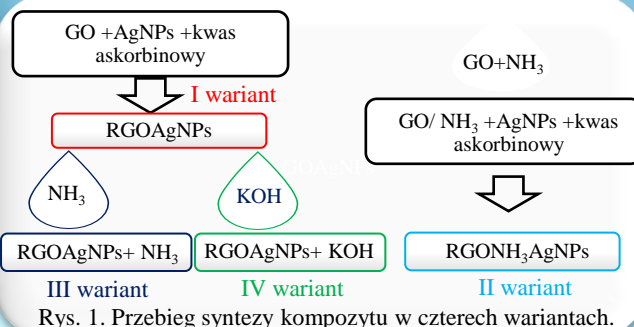 GO +AgNPs +kwas
askorbinowy
I wariant
RGOAgNPs
NH₃
KOH
RGOAgNPs+ NH₃
RGOAgNPs+ KOH
III wariant
IV wariant
GO+NH₃
GO/ NH₃ +AgNPs +kwas
askorbinowy
RGONH₃AgNPs
II wariant
Rys. 1. Przebieg syntezy kompozytu w czterech wariantach.